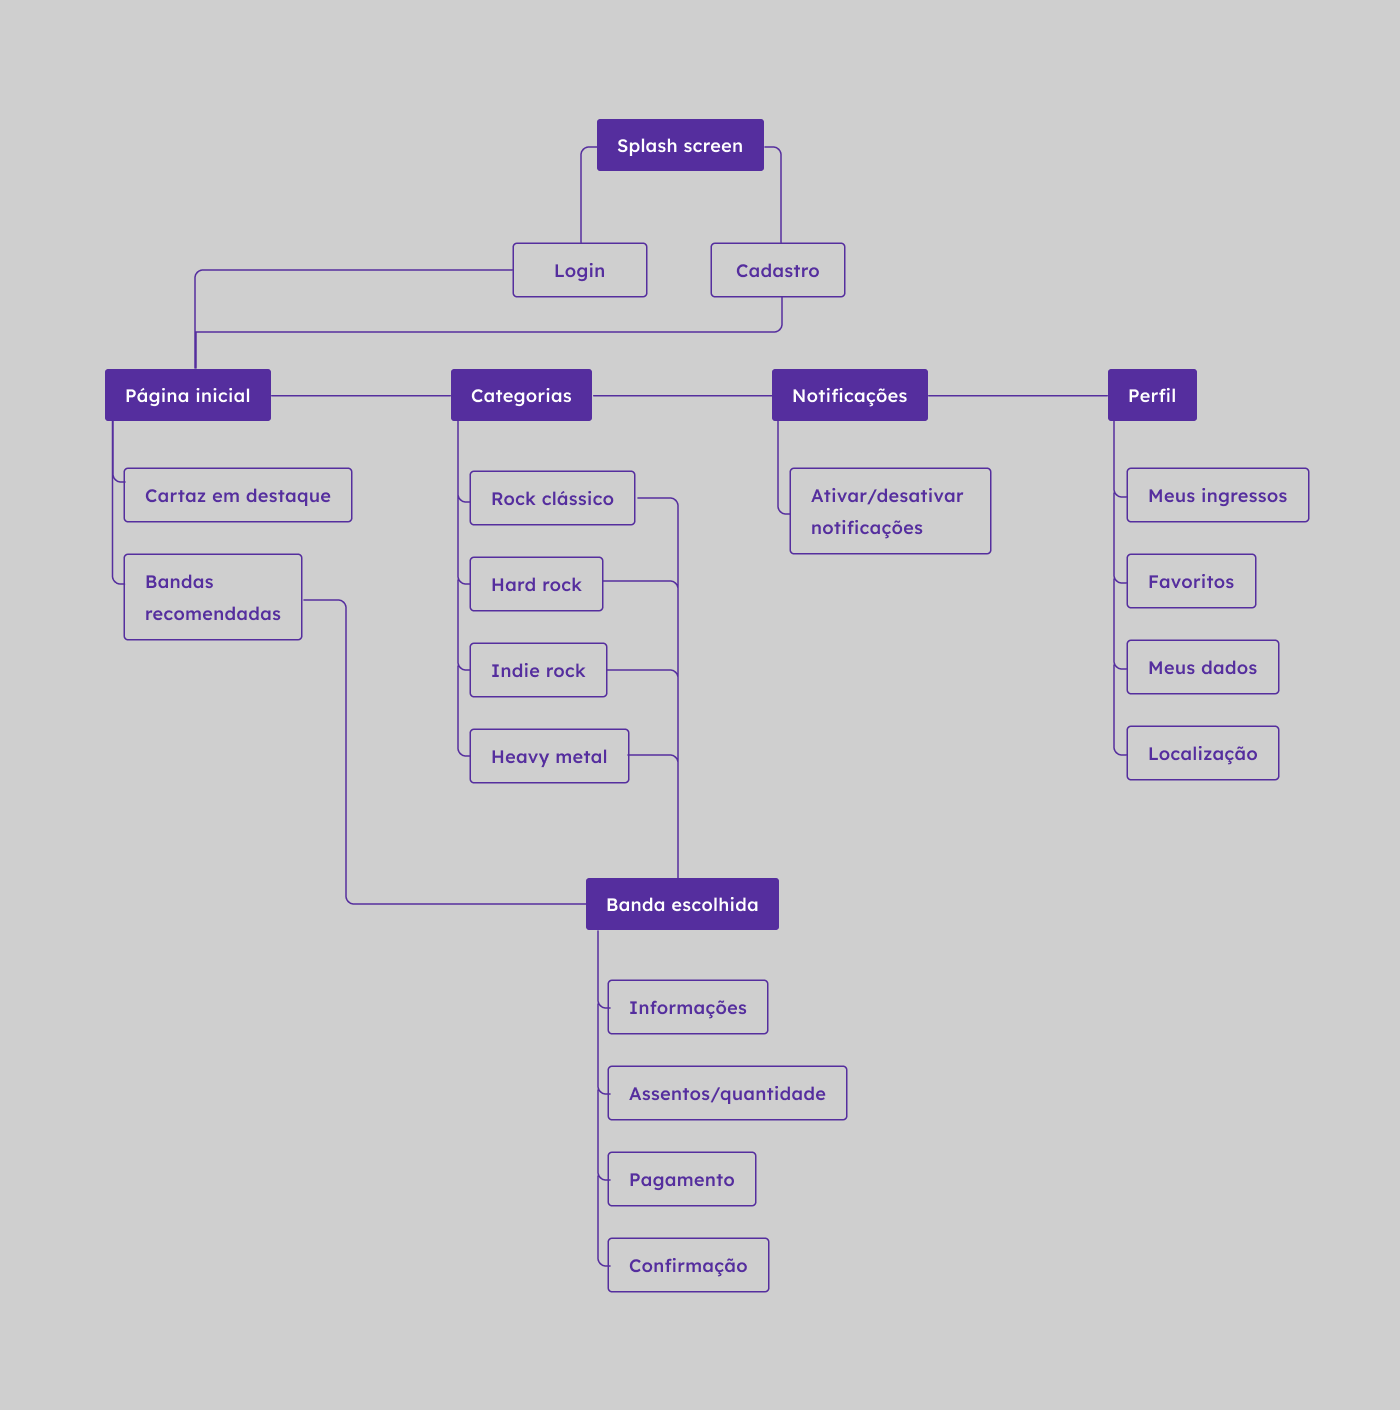 Splash screen
Login
Cadastro
Página inicial
Categorias
Notificações
Perfil
Cartaz em destaque
Bandas
recomendadas
Rock clássico
Hard rock
Indie rock
Heavy metal
Ativar/desativar
notificações
Meus ingressos
Favoritos
Meus dados
Localização
Banda escolhida
Informações
Assentos/quantidade
Pagamento
Confirmação